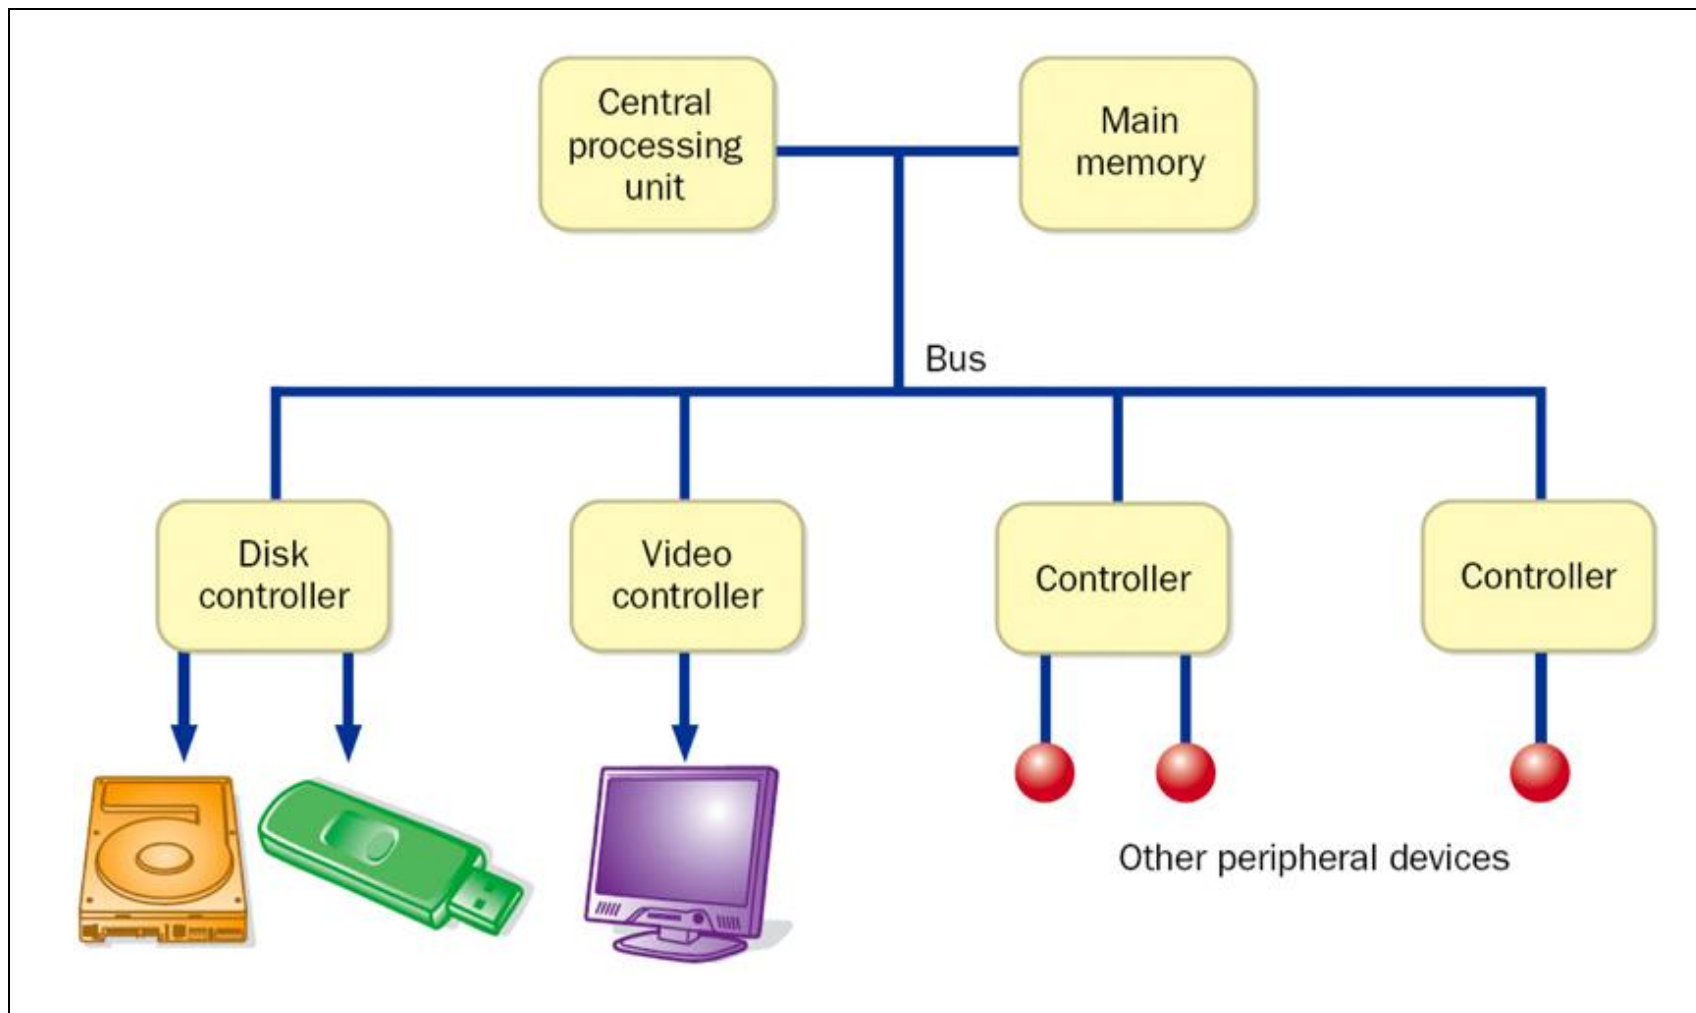 Central
processing
unit
Main
memory
Bus
Disk
controller
Video
controller
Controller
Controller
Other peripheral devices